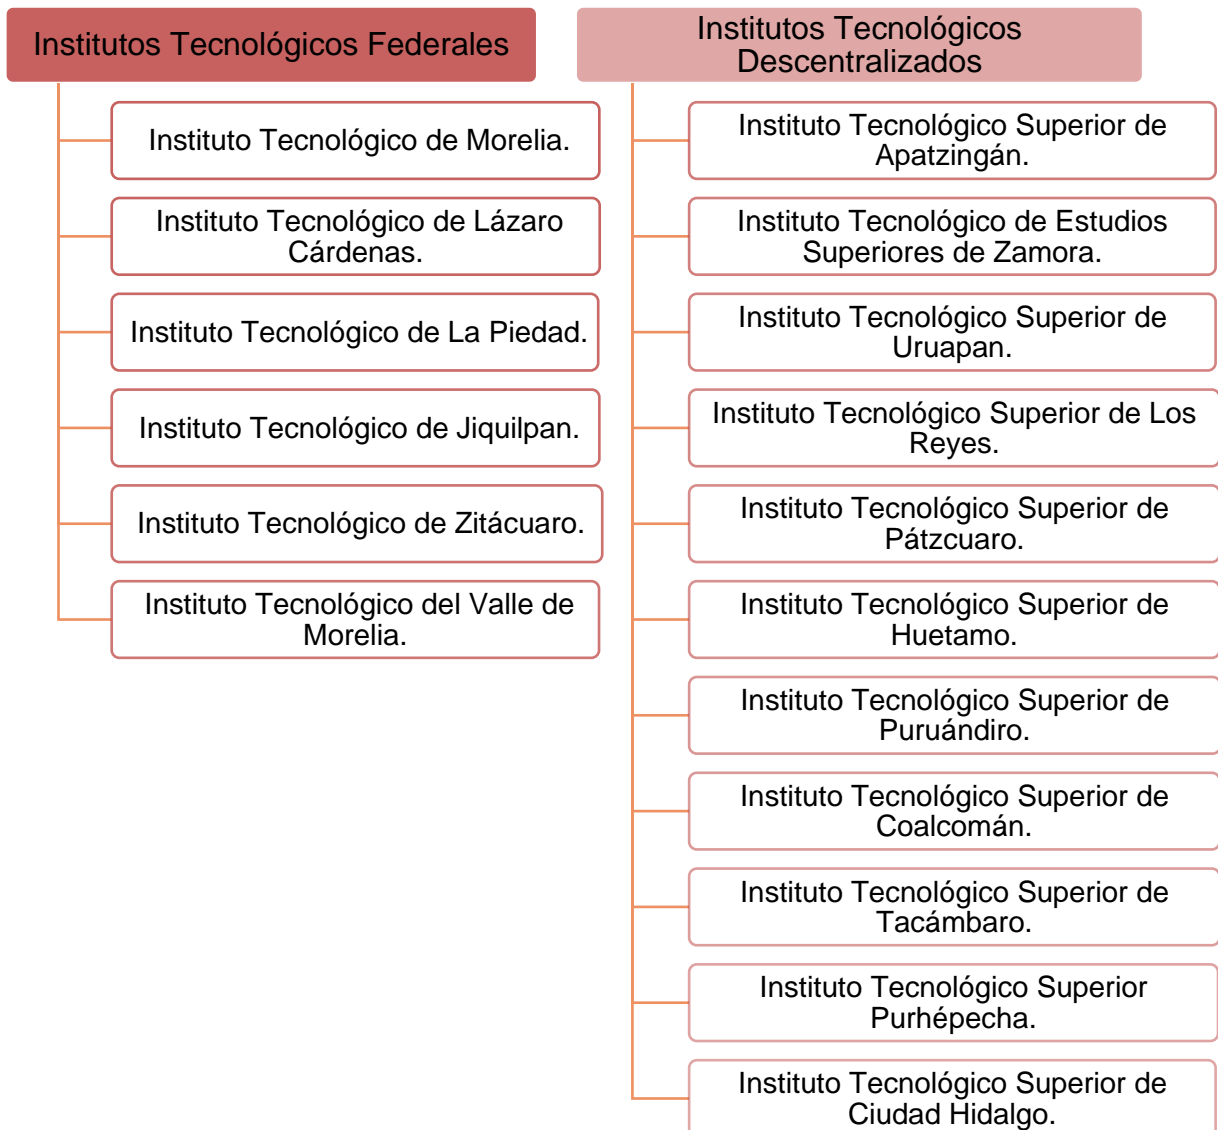 Institutos Tecnológicos Federales
Instituto Tecnológico de Morelia.
Instituto Tecnológico de Lázaro
Cárdenas.
Instituto Tecnológico de La Piedad.
Instituto Tecnológico de Jiquilpan.
Instituto Tecnológico de Zitácuaro.
Instituto Tecnológico del Valle de
Morelia.
Institutos Tecnológicos
Descentralizados
Instituto Tecnológico Superior de
Apatzingán.
Instituto Tecnológico de Estudios
Superiores de Zamora.
Instituto Tecnológico Superior de
Uruapan.
Instituto Tecnológico Superior de Los
Reyes.
Instituto Tecnológico Superior de
Pátzcuaro.
Instituto Tecnológico Superior de
Huetamo.
Instituto Tecnológico Superior de
Puruándiro.
Instituto Tecnológico Superior de
Coalcomán.
Instituto Tecnológico Superior de
Tacámbaro.
Instituto Tecnológico Superior
Purhépecha.
Instituto Tecnológico Superior de
Ciudad Hidalgo.